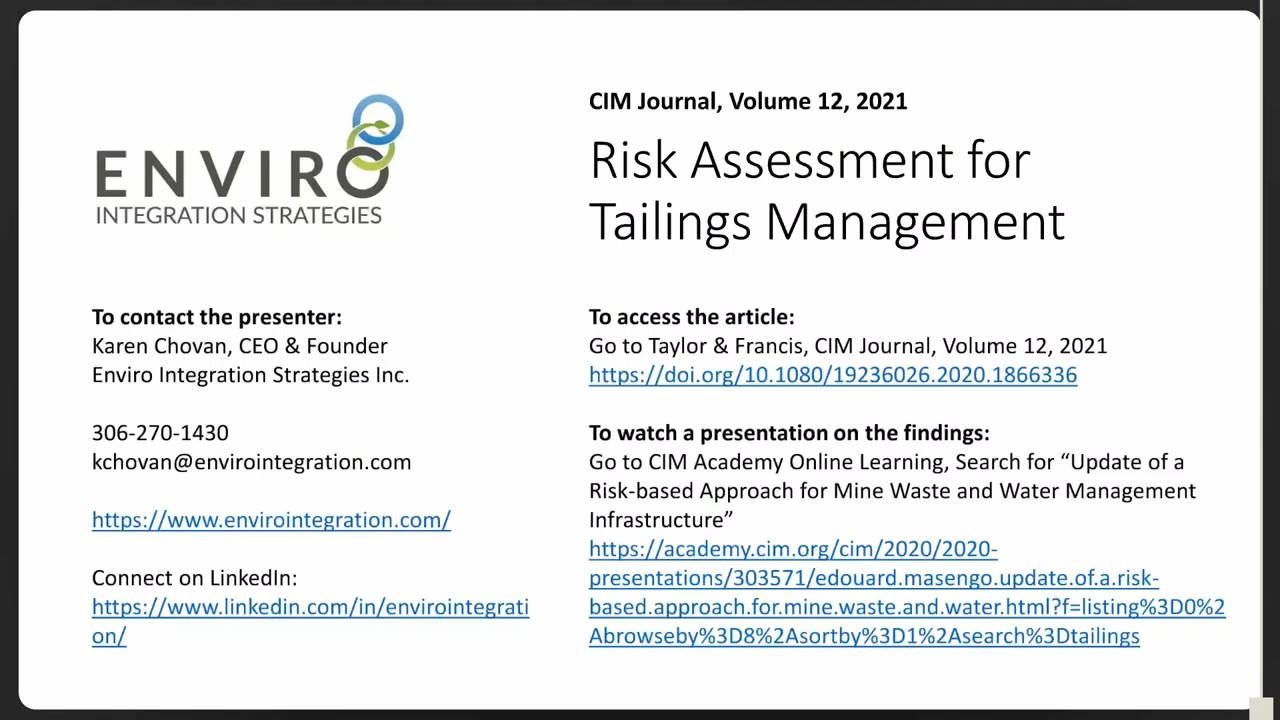 ENVIRO
INTEGRATION STRATEGIES
To contact the presenter:
Karen Chovan, CEO & Founder
Enviro Integration Strategies Inc.
306-270-1430
kchovan@envirointegration.com
https://www.envirointegration.com/
Connect on LinkedIn:
https://www.linkedin.com/in/envirointegrati
on/
CIM Journal, Volume 12, 2021
Risk Assessment for
Tailings Management
To access the article:
Go to Taylor & Francis, CIM Journal, Volume 12, 2021
https://doi.org/10.1080/19236026.2020.1866336
To watch a presentation on the findings:
Go to CIM Academy Online Learning, Search for “Update of a
Risk-based Approach for Mine Waste and Water Management
Infrastructure”
https://academy.cim.org/cim/2020/2020-
presentations/303571/edouard.masengo.update.of.a.risk-
based.approach.for.mine.waste.and.water.html?f=listing%3D0%2
Abrowseby%3D8%2Asortby%3D1%2Asearch%3Dtailings